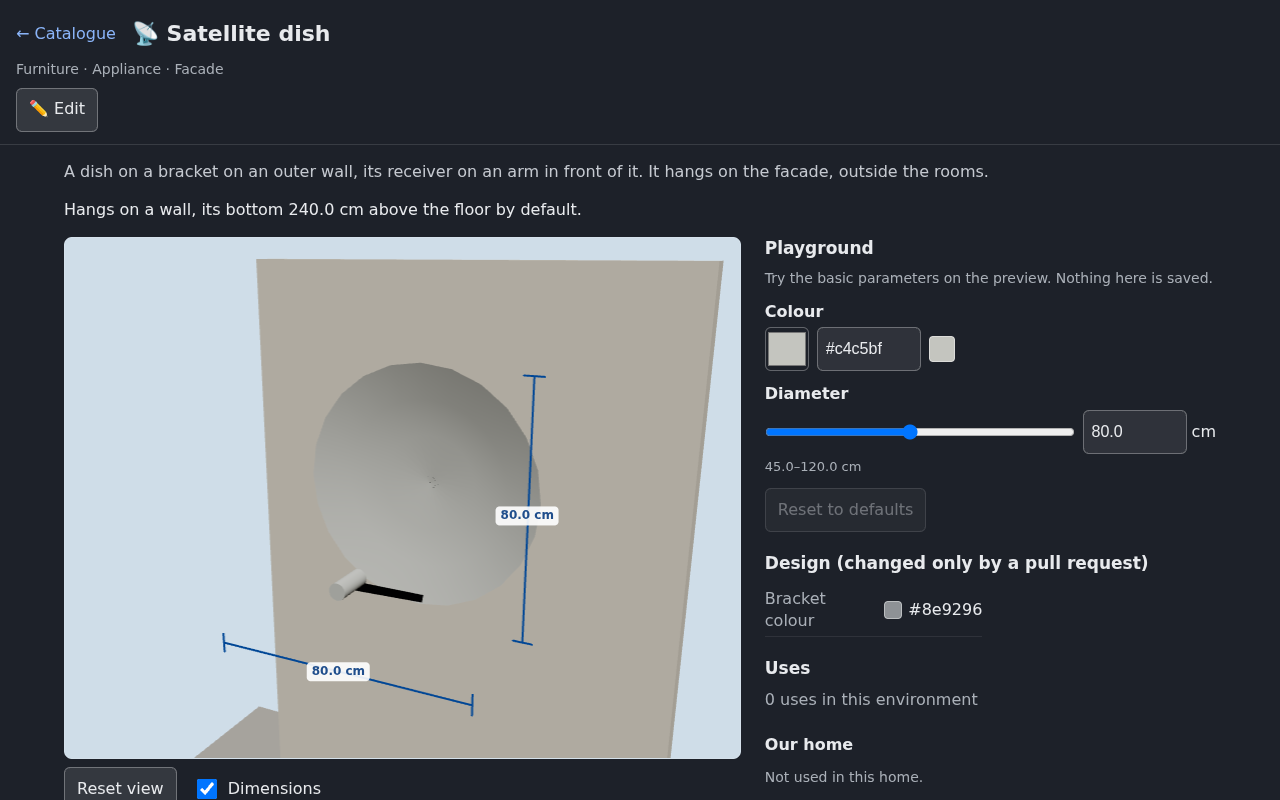 ← Catalogue 📡 Satellite dish
Furniture · Appliance · Facade
✏️ Edit
A dish on a bracket on an outer wall, its receiver on an arm in front of it. It hangs on the facade, outside the rooms.
Hangs on a wall, its bottom 240.0 cm above the floor by default.
80.0 cm
80.0 cm
Reset view
Dimensions
Playground
Try the basic parameters on the preview. Nothing here is saved.
Colour
#c4c5bf
Diameter
80.0 cm
45.0–120.0 cm
Reset to defaults
Design (changed only by a pull request)
Bracket
colour
#8e9296
Uses
0 uses in this environment
Our home
Not used in this home.